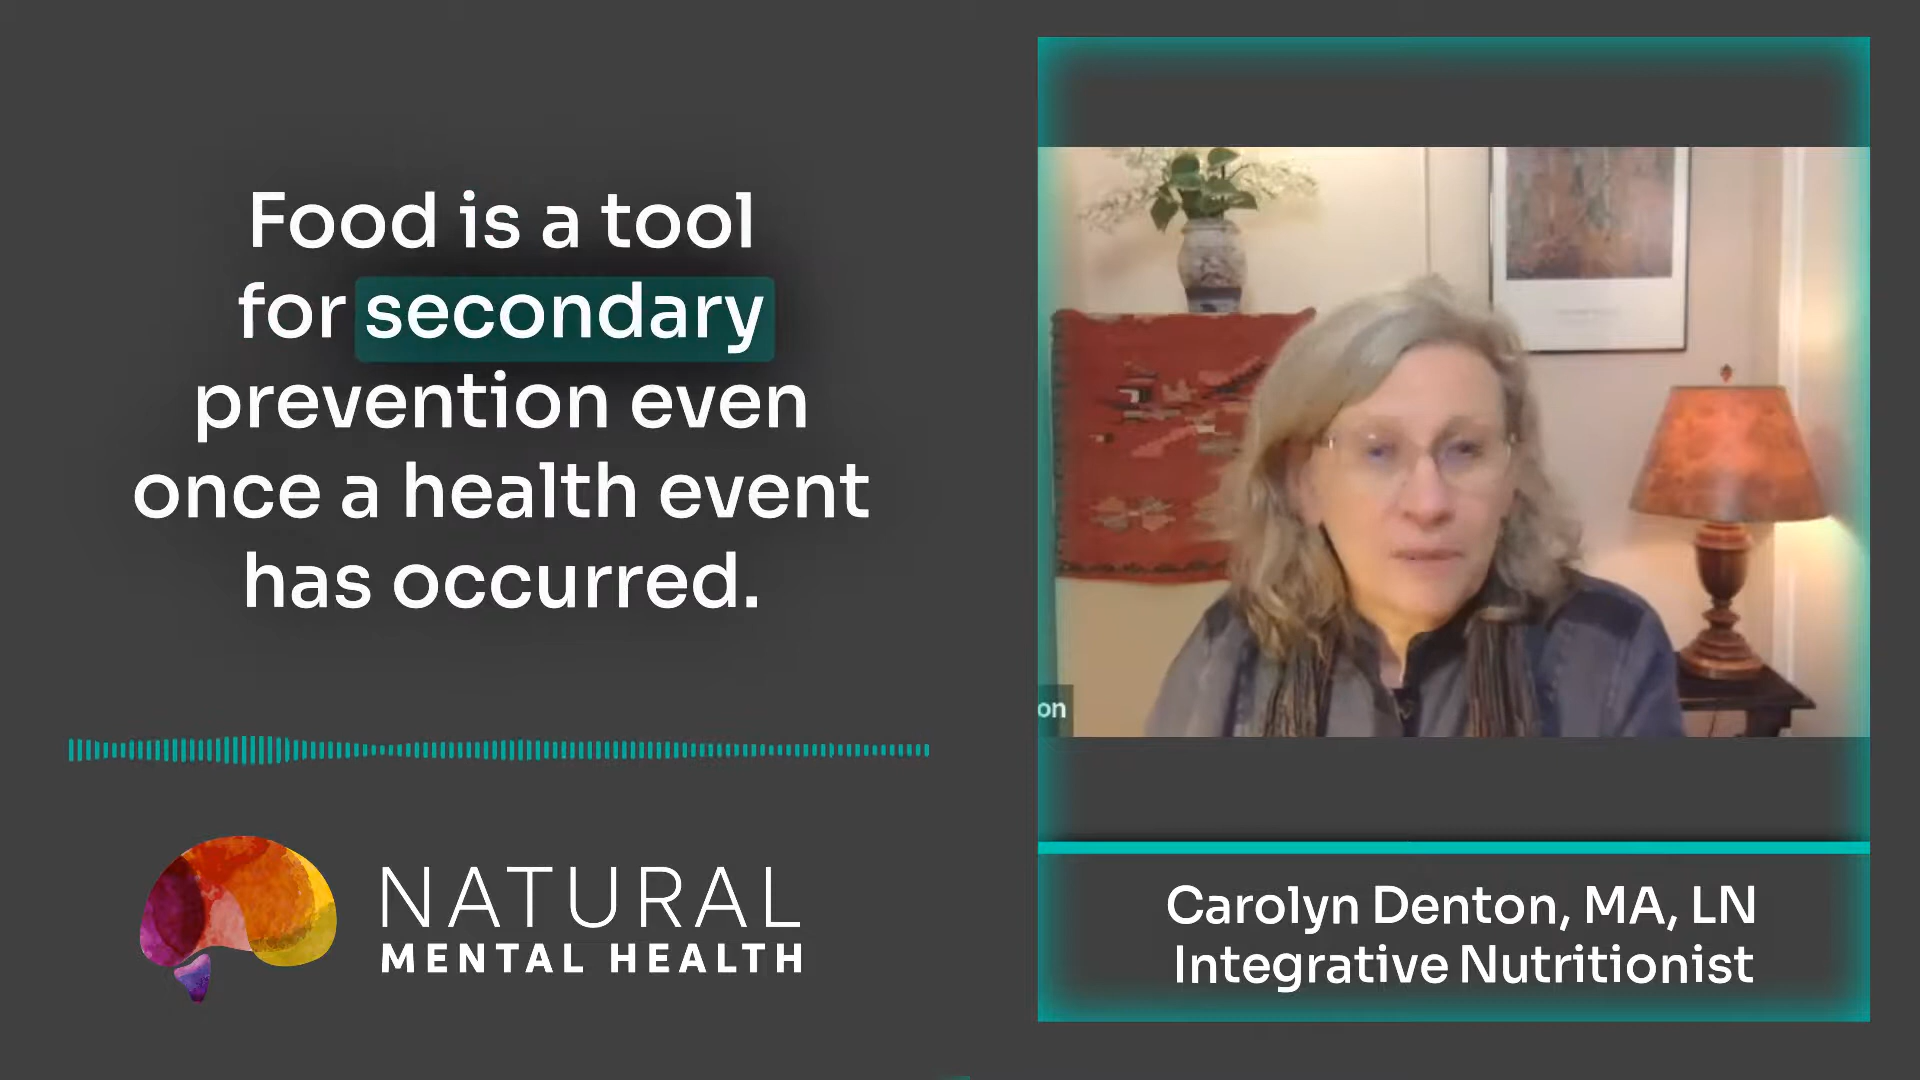 Food is a tool
for secondary
prevention even
once a health event
has occurred.
NATURAL
MENTAL HEALTH
on
Carolyn Denton, MA, LN
Integrative Nutritionist